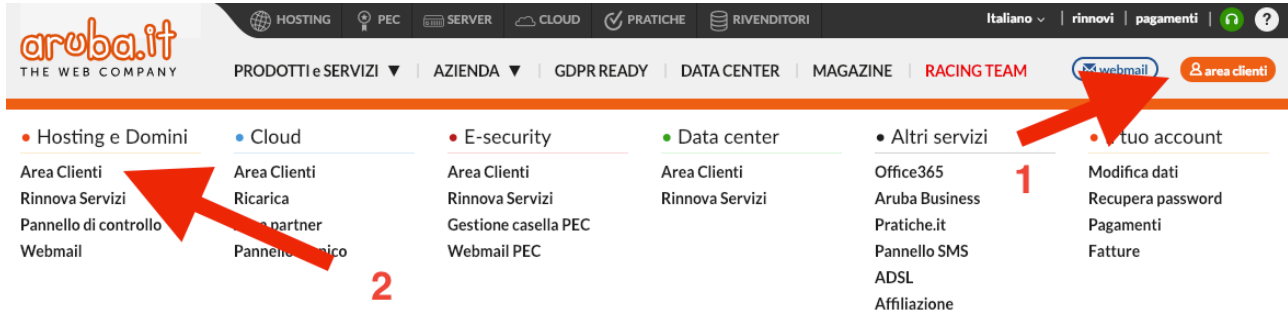 HOSTING PEC SERVER CLOUD PRATICHE RIVENDITORI Italiano | rinnovi | pagamenti | ?
aruba.it
THE WEB COMPANY
PRODOTTI e SERVIZI ▼ | AZIENDA ▼ | GDPR READY | DATA CENTER | MAGAZINE | RACING TEAM webmail area clienti
• Hosting e Domini
Area Clienti
Rinnova Servizi
Pannello di controllo
Webmail
• Cloud
Area Clienti
Ricarica
partner
• E-security
Area Clienti
Rinnova Servizi
Gestione casella PEC
Webmail PEC
• Data center
Area Clienti
Rinnova Servizi
• Altri servizi
Office365
Aruba Business
Pratiche.it
Pannello SMS
ADSL
Affiliazione
• tuo account
Modifica dati
Recupera password
Pagamenti
Fatture
1
2